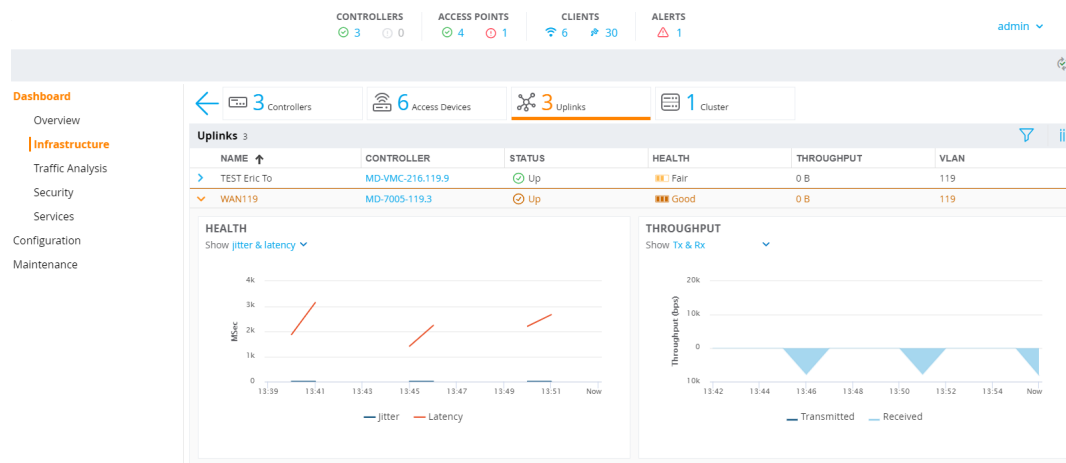 CONTROLLERS ACCESS POINTS CLIENTS ALERTS
3 0 4 1 6 30 1
admin
Dashboard
Overview
Infrastructure
Traffic Analysis
Security
Services
Configuration
Maintenance
3 Controllers 6 Access Devices 3 Uplinks 1 Cluster
Uplinks 3
NAME CONTROLLER STATUS HEALTH THROUGHPUT VLAN
TEST Eric To MD-VMC-216.119.9 Up Fair 0 B 119
WAN119 MD-7005-119.3 Up Good 0 B 119
HEALTH
Show jitter & latency
4k
3k
2k
1k
0
MSec
13:39 13:41 13:43 13:45 13:47 13:49 13:51 Now
Jitter Latency
THROUGHPUT
Show Tx & Rx
20k
10k
0
10k
Throughput (bps)
13:42 13:44 13:46 13:48 13:50 13:52 13:54 Now
Transmitted Received